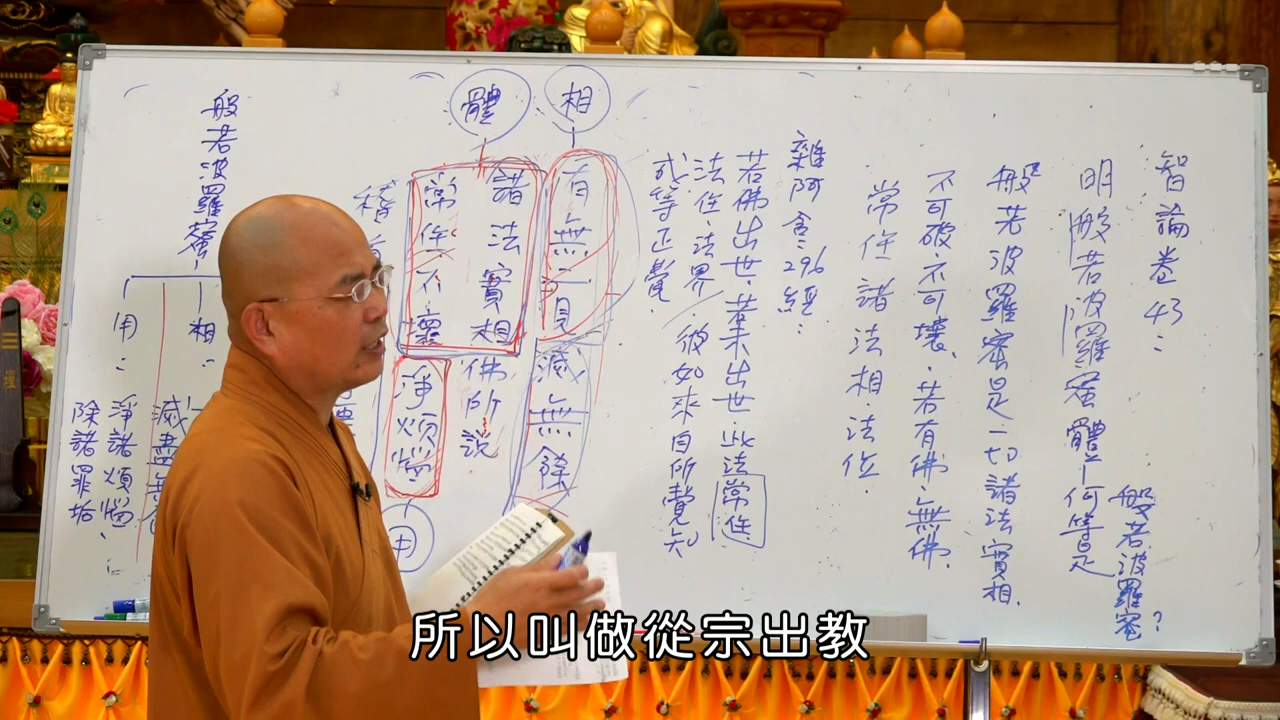 智論卷43：
明般若波羅蜜體－何等是
般若波羅蜜？
般若波羅蜜是一切諸法實相，
不可破，不可壞，若有佛無佛，
常住諸法相法位
雜阿含296經：
若佛出世，若未出世，此法常住
法住，法界，彼如來自所覺知
成等正覺。
相
有無二見滅無餘
體
諸法實相佛所說
常住不壞淨煩惱
用
般若波羅蜜
相：
用：
滅盡
淨諸煩惱
除諸罪垢
所以叫做從宗出教